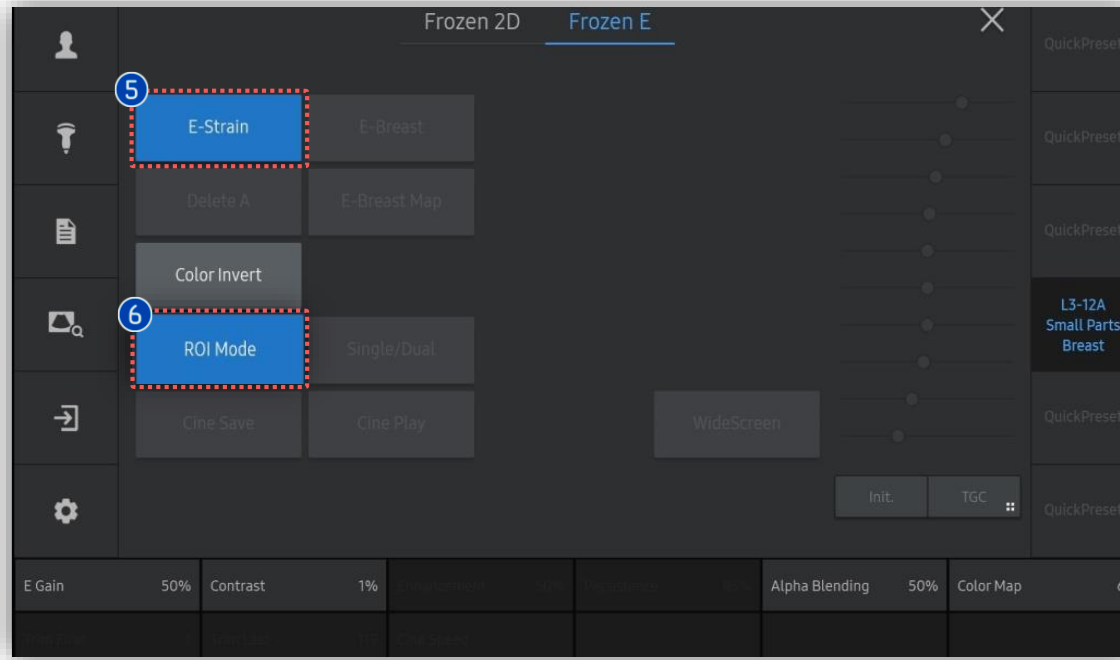 Frozen 2D
Frozen E
QuickPreset
5
E-Strain
E-Breast
QuickPreset
Delete A
E-Breast Map
QuickPreset
Color Invert
6
ROI Mode
Single/Dual
L3-12A
Small Parts
Breast
Cine Save
Cine Play
WideScreen
QuickPreset
Init.
TGC
QuickPreset
E Gain 50%
Contrast 1%
Alpha Blending 50%
Color Map
Cine Speed